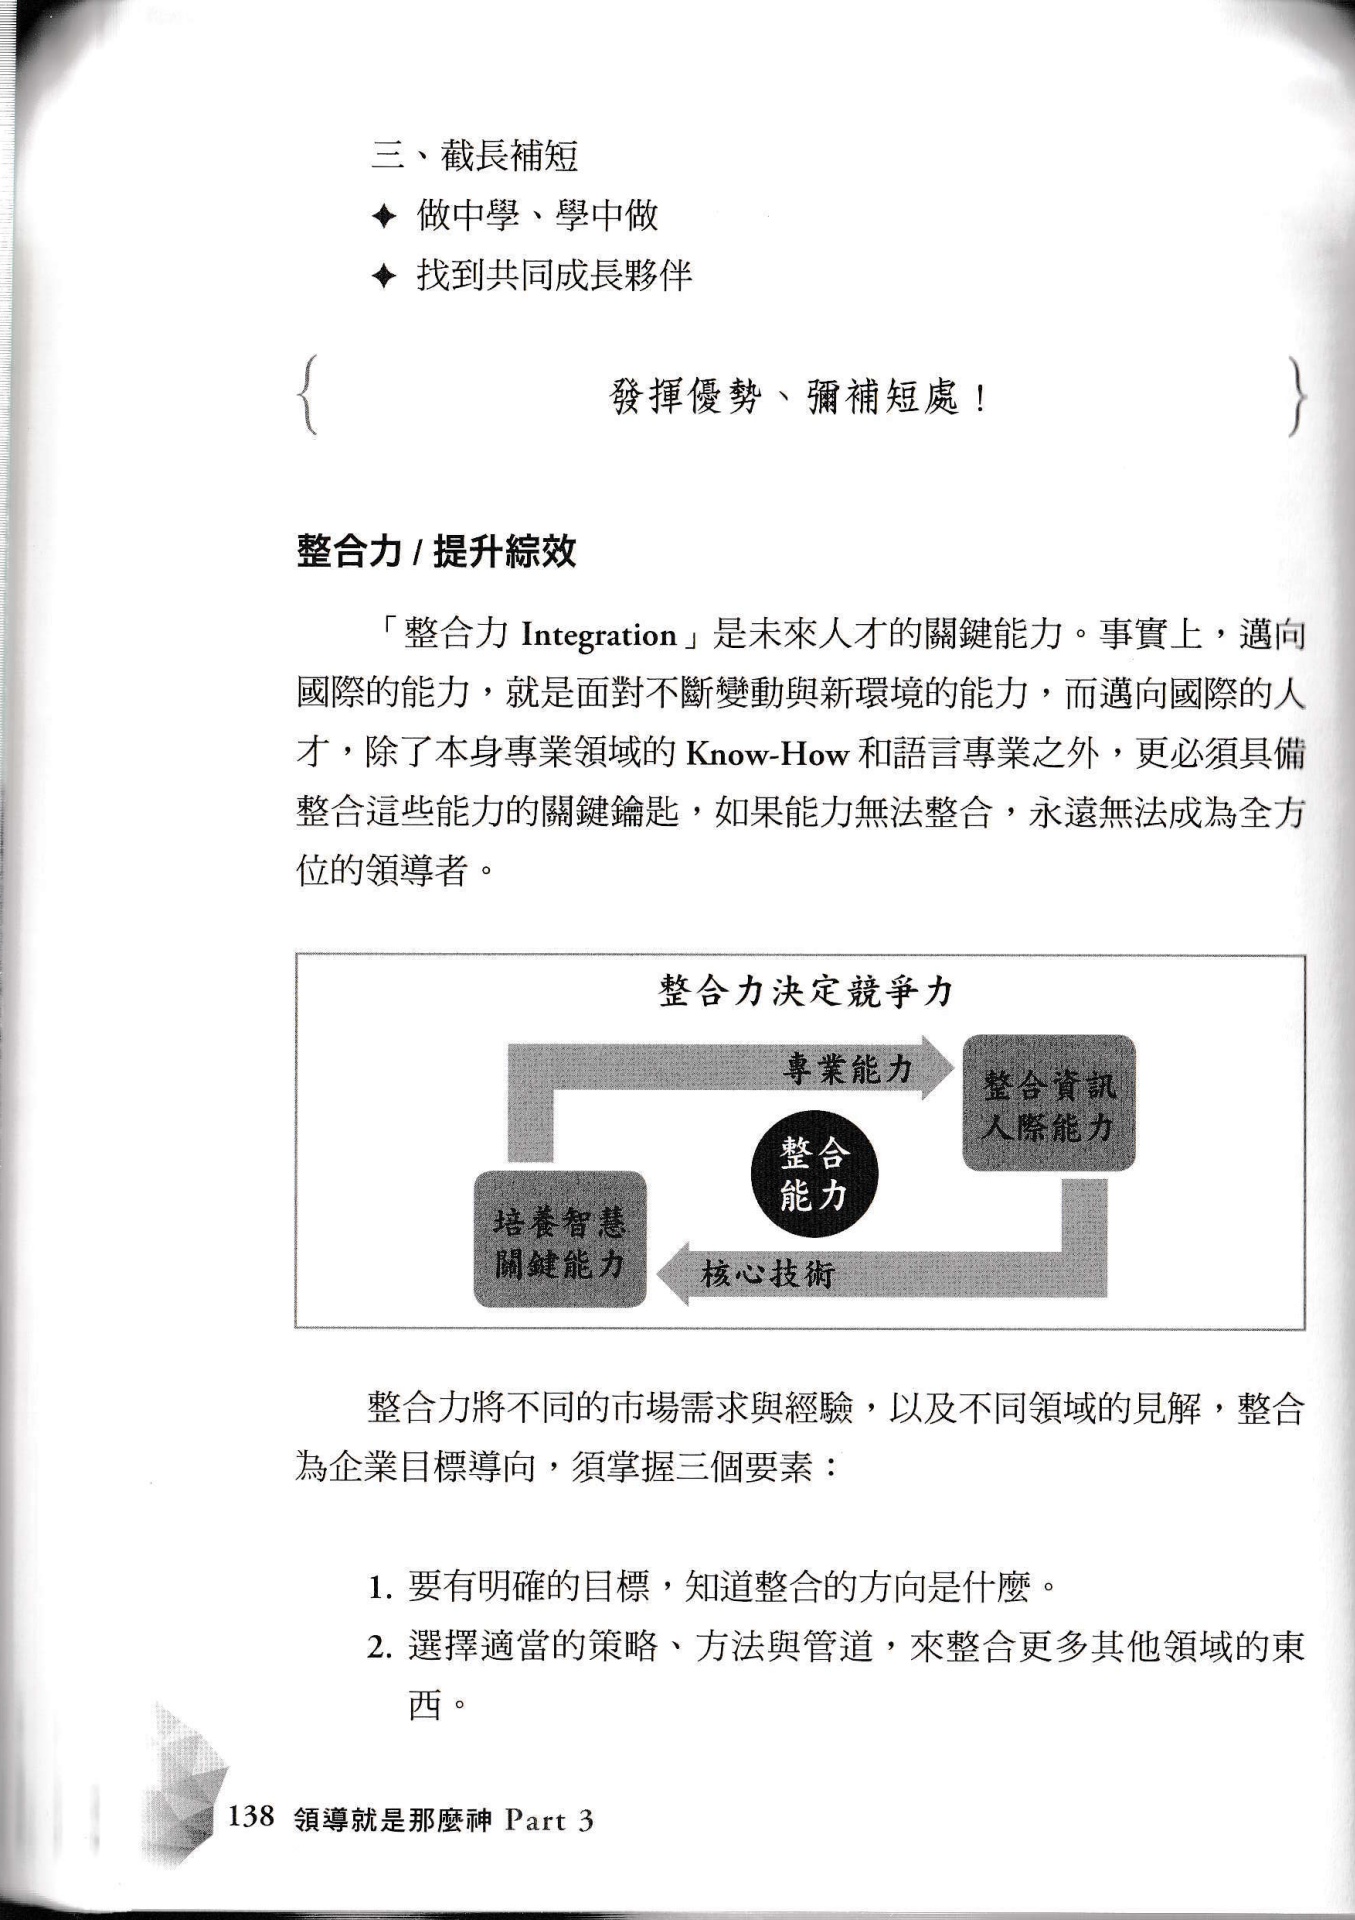 三、截長補短
✦ 做中學、學中做
✦ 找到共同成長夥伴
{ 發揮優勢、彌補短處！ }
整合力 / 提升綜效
「整合力 Integration」是未來人才的關鍵能力。事實上，邁向
國際的能力，就是面對不斷變動與新環境的能力，而邁向國際的人
才，除了本身專業領域的 Know-How 和語言專業之外，更必須具備
整合這些能力的關鍵鑰匙，如果能力無法整合，永遠無法成為全方
位的領導者。
整合力決定競爭力
專業能力
整合資訊
人際能力
整合
能力
培養智慧
關鍵能力
核心技術
整合力將不同的市場需求與經驗，以及不同領域的見解，整合
為企業目標導向，須掌握三個要素：
1. 要有明確的目標，知道整合的方向是什麼。
2. 選擇適當的策略、方法與管道，來整合更多其他領域的東
西。
138 領導就是那麼神 Part 3